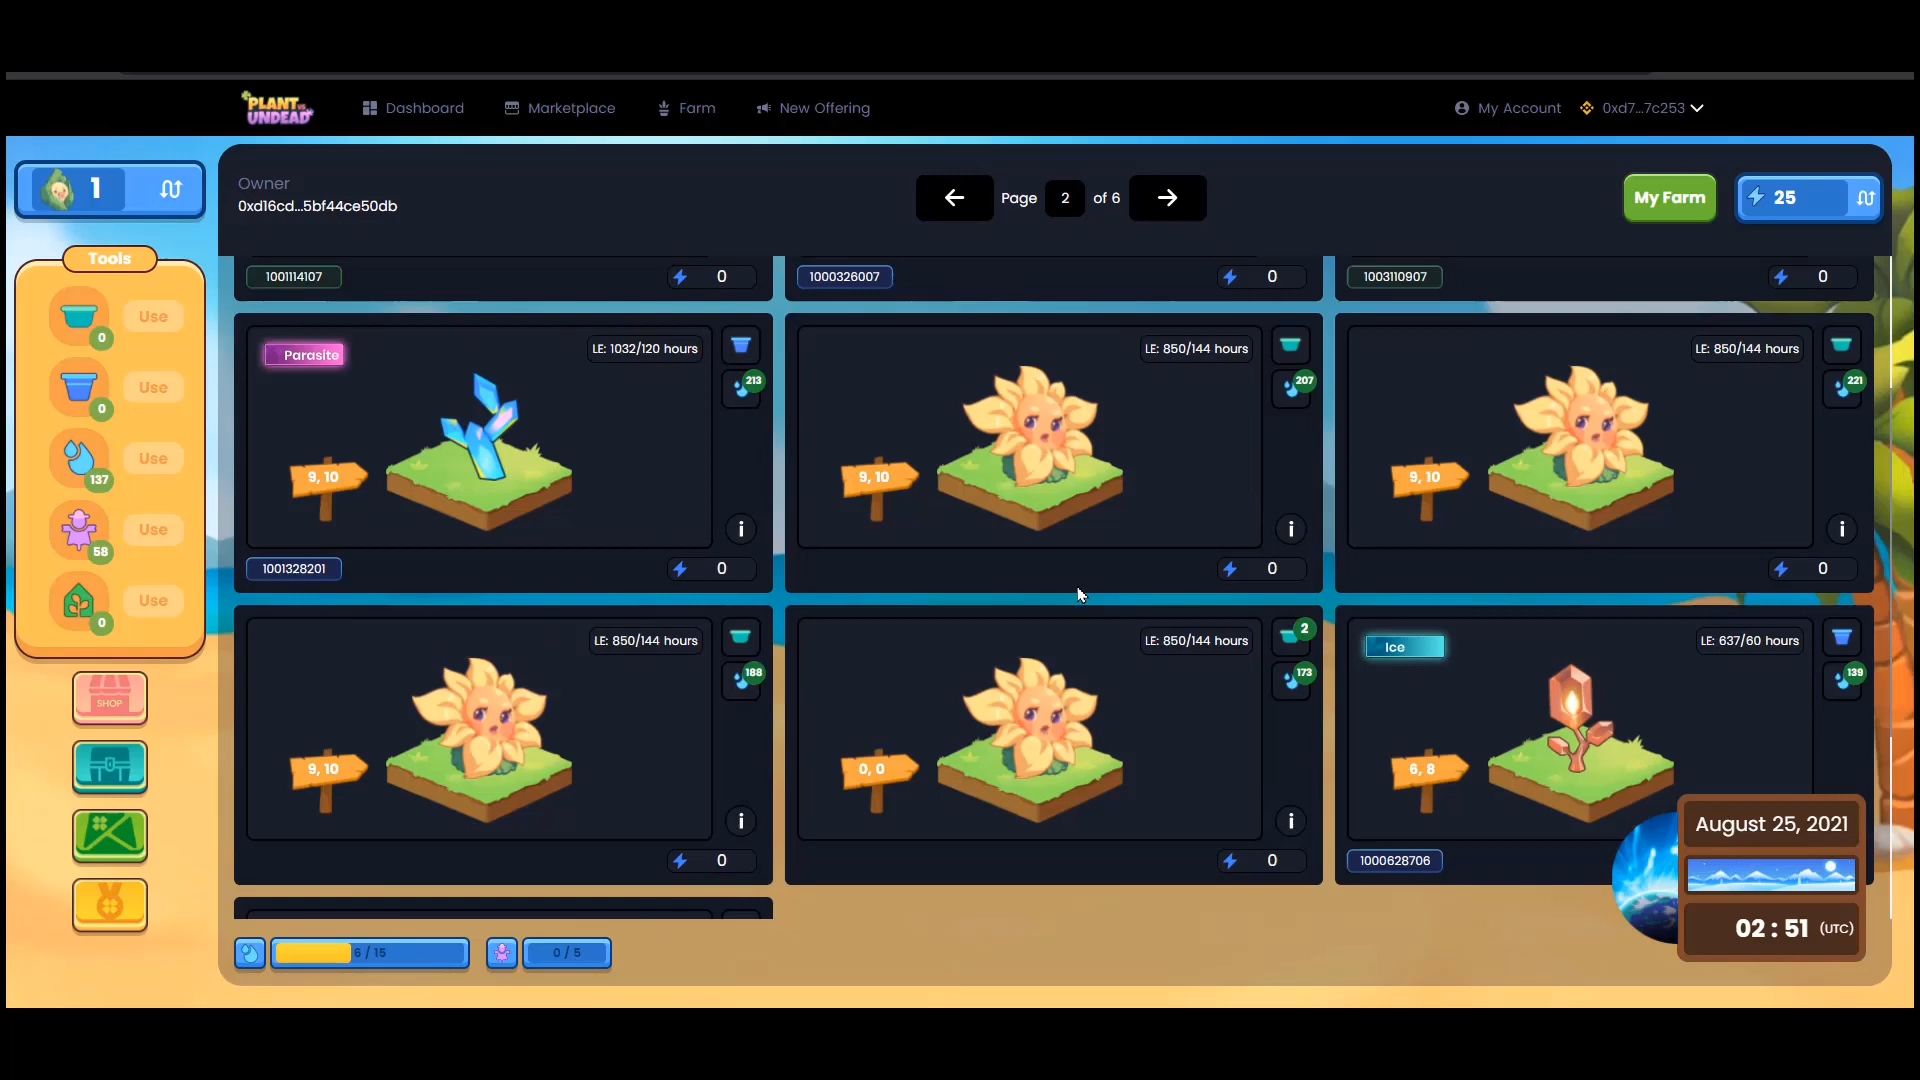 PLANT VS UNDEAD
Dashboard
Marketplace
Farm
New Offering
My Account
0xd7...7c253
1
Owner
0xd16cd...5bf44ce50db
Page 2 of 6
My Farm
25
Tools
0 Use
0 Use
137 Use
58 Use
0 Use
SHOP
1001114107
0
1000326007
0
1003110907
0
Parasite
LE: 1032/120 hours
213
9, 10
i
1001328201
0
LE: 850/144 hours
207
9, 10
i
0
LE: 850/144 hours
221
9, 10
i
0
LE: 850/144 hours
188
9, 10
i
0
LE: 850/144 hours
2
173
0, 0
i
0
Ice
LE: 637/60 hours
139
6, 8
1000628706
6 / 15
0 / 5
August 25, 2021
02 : 51 (UTC)